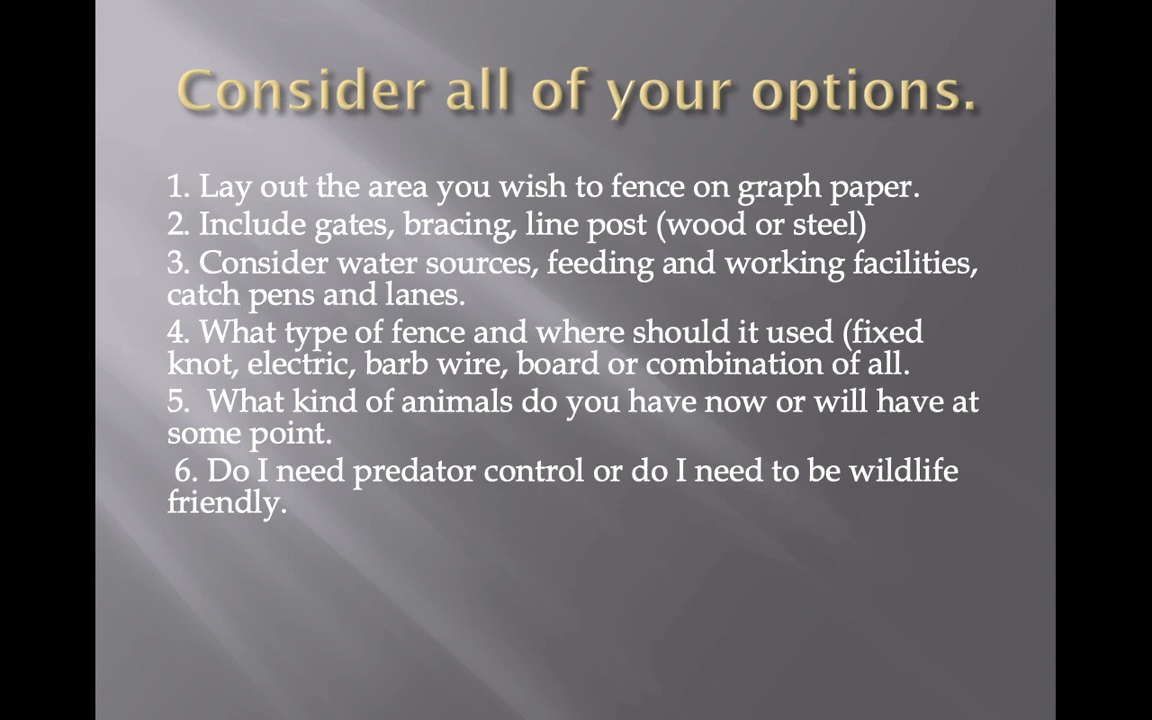 Consider all of your options.
1. Lay out the area you wish to fence on graph paper.
2. Include gates, bracing, line post (wood or steel)
3. Consider water sources, feeding and working facilities,
catch pens and lanes.
4. What type of fence and where should it used (fixed
knot, electric, barb wire, board or combination of all.
5.  What kind of animals do you have now or will have at
some point.
6. Do I need predator control or do I need to be wildlife
friendly.